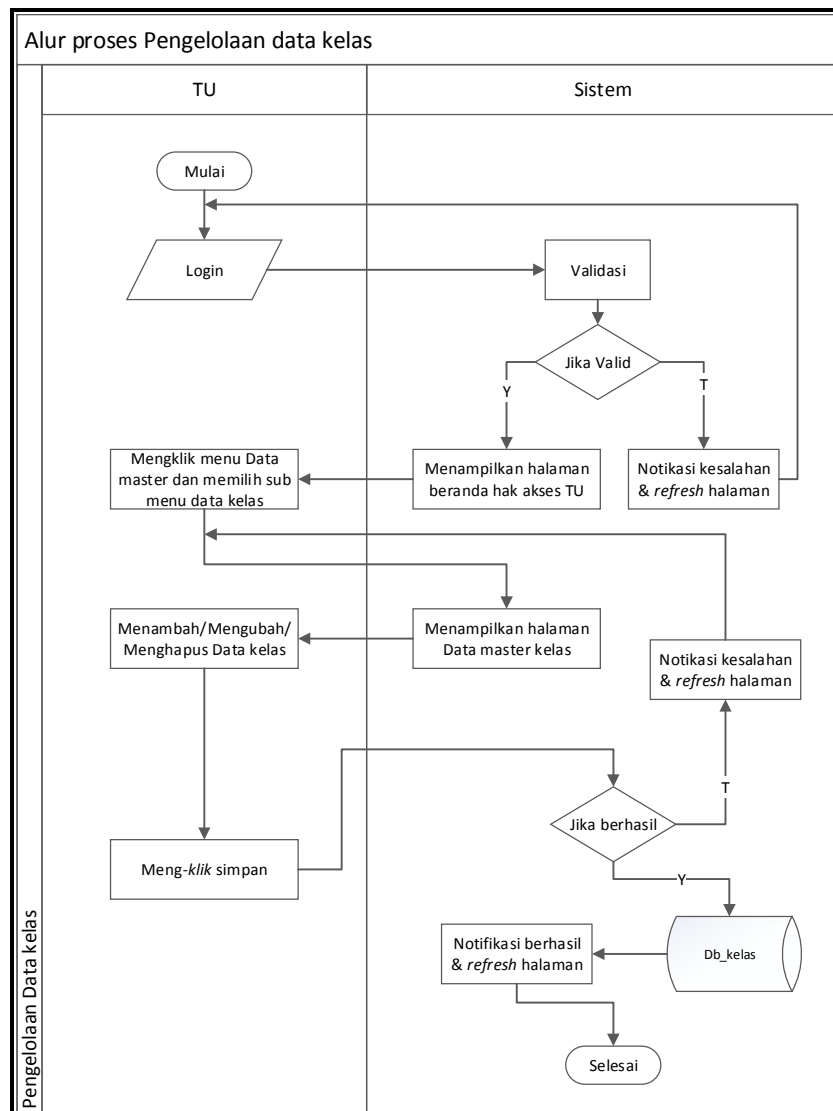 Alur proses Pengelolaan data kelas
TU
Sistem
Mulai
Login
Validasi
Jika Valid
Y
T
Mengklik menu Data
master dan memilih sub
menu data kelas
Menampilkan halaman
beranda hak akses TU
Notikasi kesalahan
& refresh halaman
Menambah/Mengubah/
Menghapus Data kelas
Menampilkan halaman
Data master kelas
Notikasi kesalahan
& refresh halaman
T
Jika berhasil
Meng-klik simpan
Y
Db_kelas
Notifikasi berhasil
& refresh halaman
Selesai
Pengelolaan Data kelas